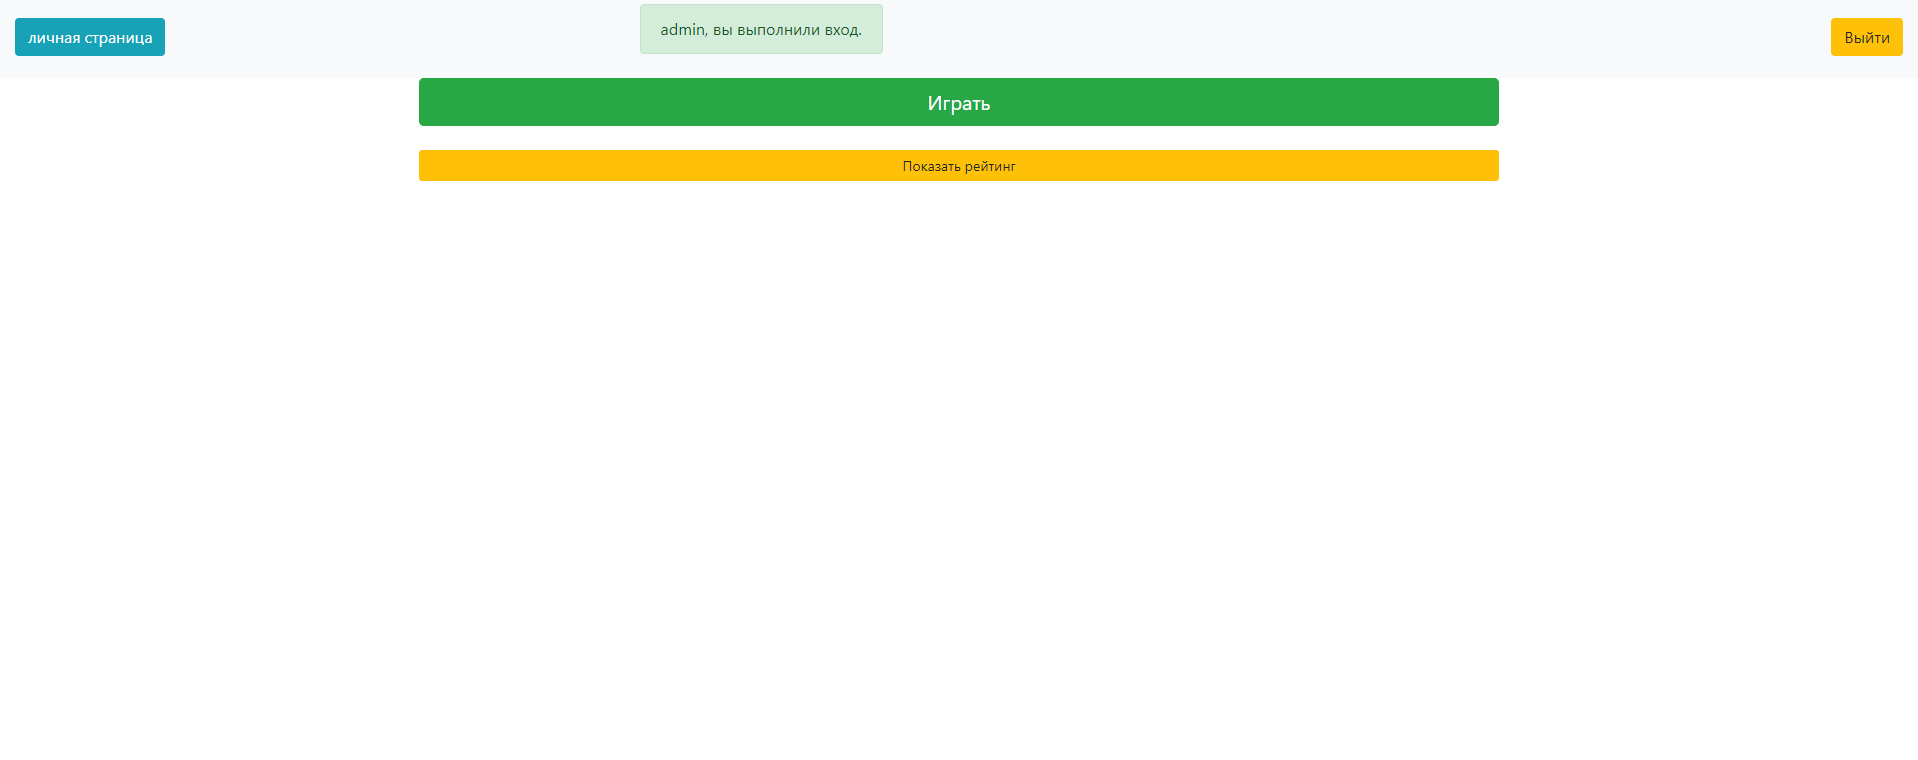 личная страница
admin, вы выполнили вход.
Выйти
Играть
Показать рейтинг